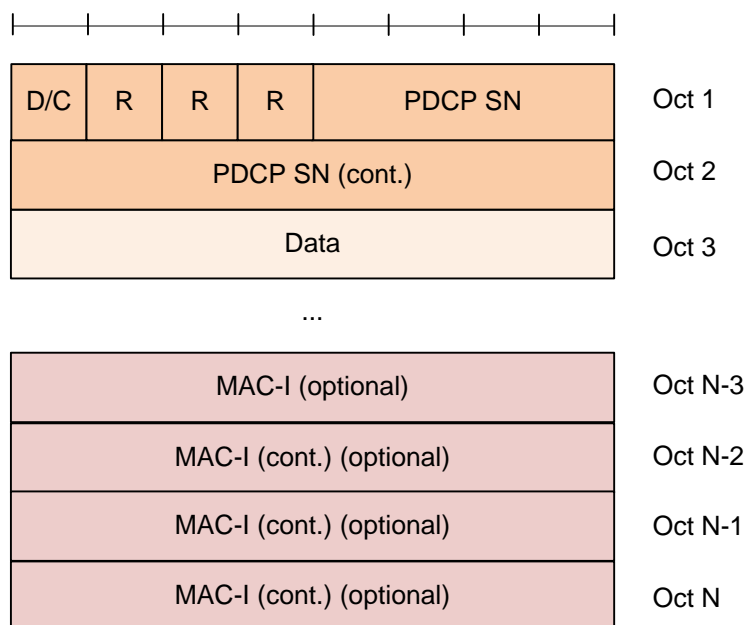 D/C R R R PDCP SN Oct 1
PDCP SN (cont.) Oct 2
Data Oct 3
...
MAC-I (optional) Oct N-3
MAC-I (cont.) (optional) Oct N-2
MAC-I (cont.) (optional) Oct N-1
MAC-I (cont.) (optional) Oct N